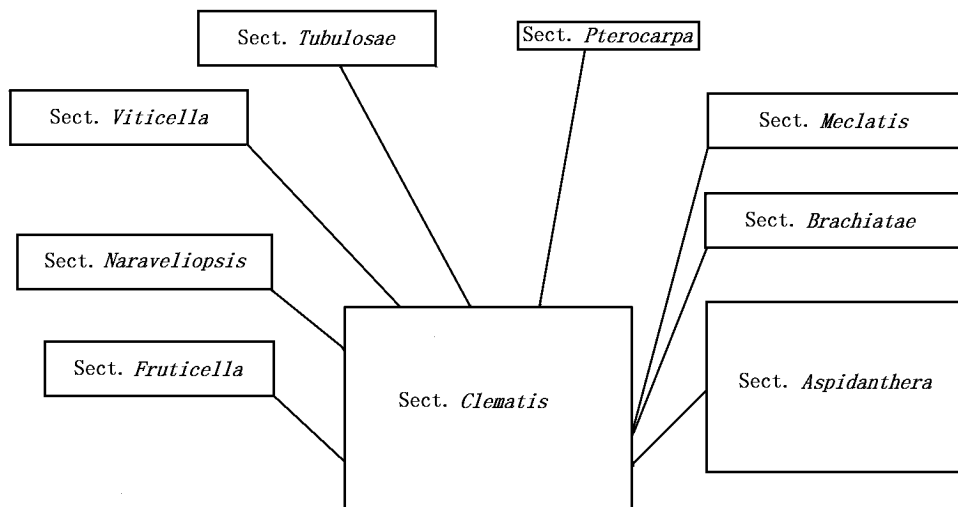 Sect. Tubulosae
Sect. Pterocarpa
Sect. Viticella
Sect. Meclatis
Sect. Brachiatae
Sect. Naraveliopsis
Sect. Fruticella
Sect. Clematis
Sect. Aspidanthera